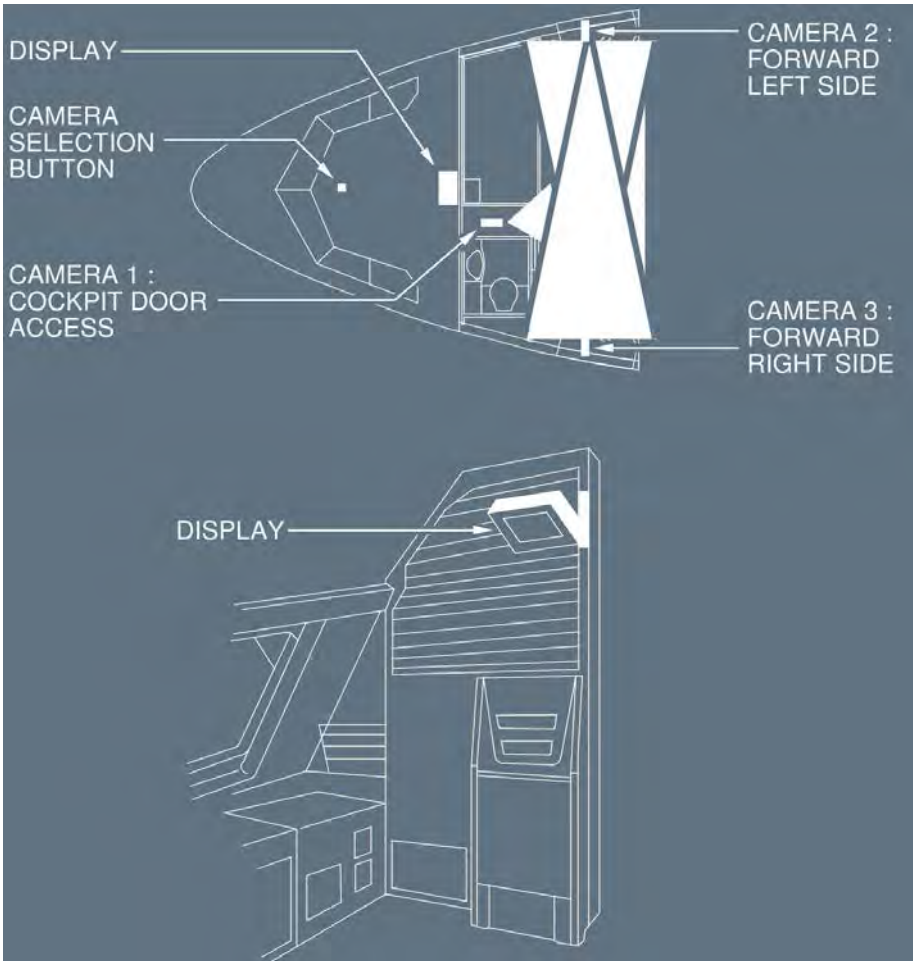 DISPLAY
CAMERA
SELECTION
BUTTON
CAMERA 1 :
COCKPIT DOOR
ACCESS
CAMERA 2 :
FORWARD
LEFT SIDE
CAMERA 3 :
FORWARD
RIGHT SIDE
DISPLAY